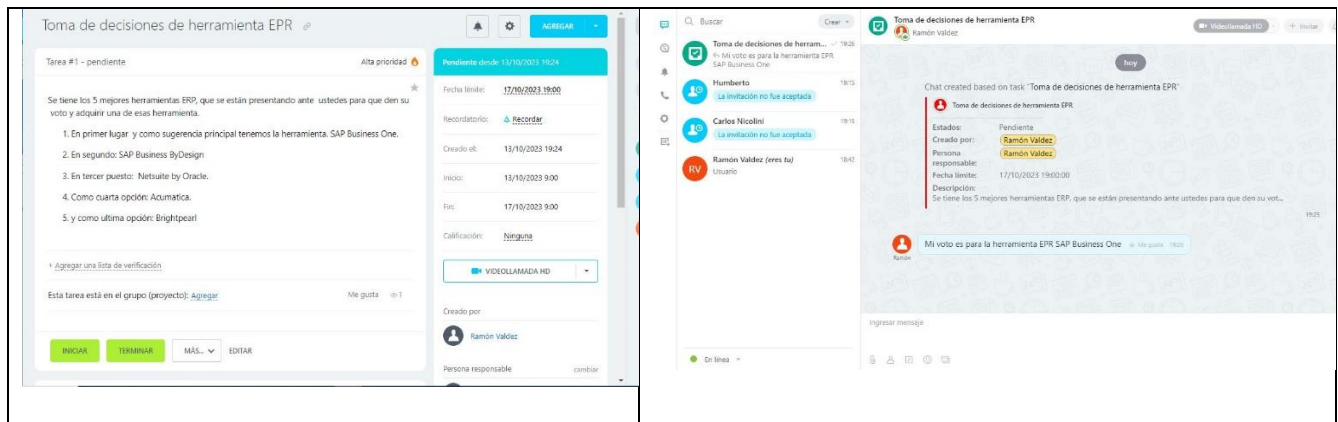 Toma de decisiones de herramienta EPR
AGREGAR
Tarea #1 - pendiente
Alta prioridad
Se tiene los 5 mejores herramientas ERP, que se están presentando ante ustedes para que den su
voto y adquirir una de esas herramienta.
1. En primer lugar y como sugerencia principal tenemos la herramienta. SAP Business One.
2. En segundo: SAP Business ByDesign
3. En tercer puesto: Netsuite by Oracle.
4. Como cuarta opción: Acumatica.
5. y como ultima opción: Brightpearl
+ Agregar una lista de verificación
Esta tarea está en el grupo (proyecto): Agregar
Me gusta 1
INICIAR
TERMINAR
MÁS...
EDITAR
Pendiente desde 13/10/2023 19:24
Fecha límite: 17/10/2023 19:00
Recordatorio: Recordar
Creado el: 13/10/2023 19:24
Inicio: 13/10/2023 9:00
Fin: 17/10/2023 9:00
Calificación: Ninguna
VIDEOLLAMADA HD
Creado por
Ramón Valdez
Persona responsable cambiar
Buscar
Crear
Toma de decisiones de herram... 19:26
Mi voto es para la herramienta EPR
SAP Business One
Humberto 19:15
La invitación no fue aceptada
Carlos Nicolini 19:15
La invitación no fue aceptada
RV
Ramón Valdez (eres tu) 18:42
Usuario
En línea
Toma de decisiones de herramienta EPR
Ramón Valdez
Videollamada HD
+ Invitar
hoy
Chat created based on task "Toma de decisiones de herramienta EPR"
Toma de decisiones de herramienta EPR
Estados: Pendiente
Creado por: Ramón Valdez
Persona
responsable: Ramón Valdez
Fecha límite: 17/10/2023 19:00:00
Descripción:
Se tiene los 5 mejores herramientas ERP, que se están presentando ante ustedes para que den su vot...
19:25
Mi voto es para la herramienta EPR SAP Business One
Me gusta 19:26
Ramón
Ingresar mensaje